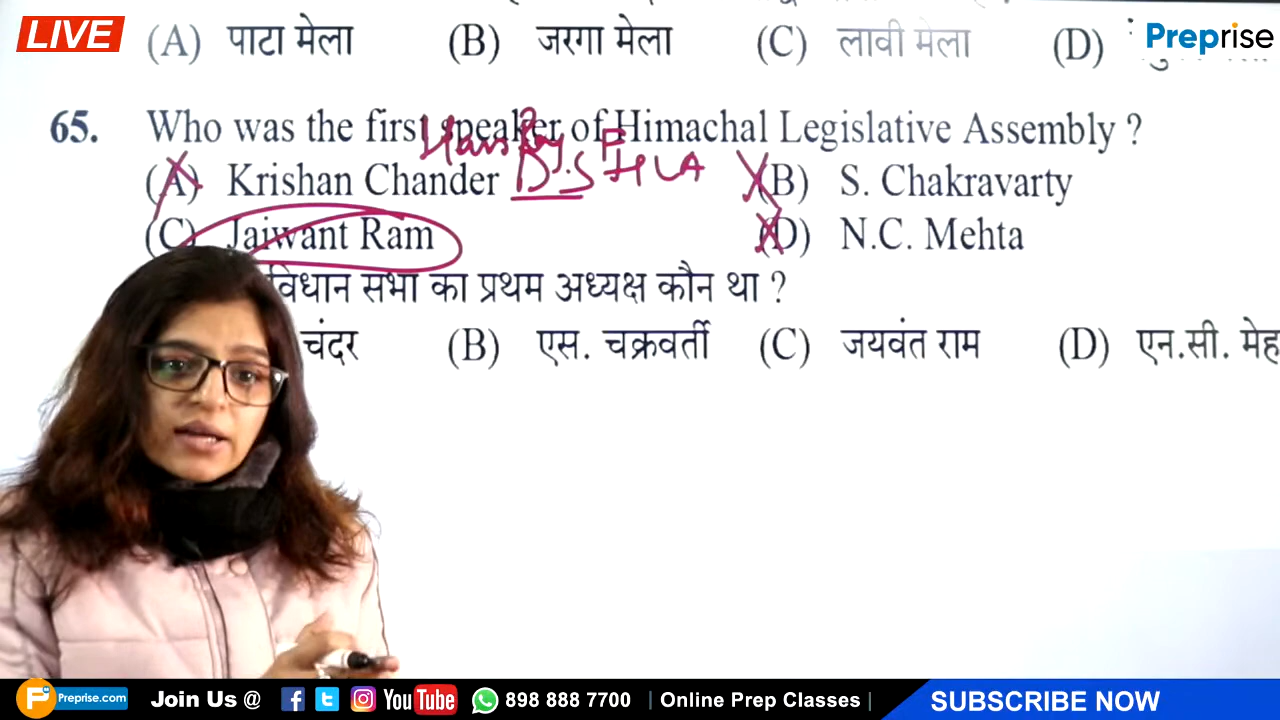 LIVE
(A) पाटा मेला (B) जरगा मेला (C) लावी मेला (D)
Preprise
65. Who was the first speaker of Himachal Legislative Assembly ?
(A) Krishan Chander (B) S. Chakravarty
D.S HLA
(C) Jaiwant Ram (D) N.C. Mehta
विधान सभा का प्रथम अध्यक्ष कौन था ?
चंदर (B) एस. चक्रवर्ती (C) जयवंत राम (D) एन.सी. मेह
Preprise.com Join Us @ YouTube 898 888 7700 | Online Prep Classes | SUBSCRIBE NOW